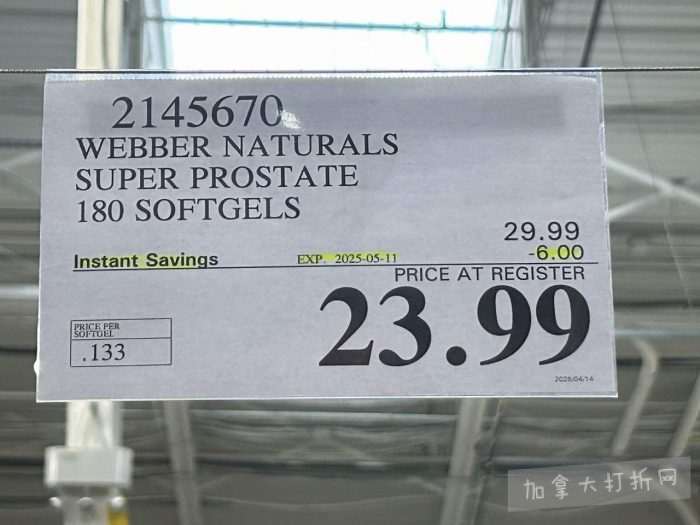 2145670
WEBBER NATURALS
SUPER PROSTATE
180 SOFTGELS
29.99
Instant Savings EXP. 2025-05-11 -6.00
PRICE AT REGISTER
23.99
PRICE PER
SOFTGEL
.133
2025/04/14
加拿大打折网